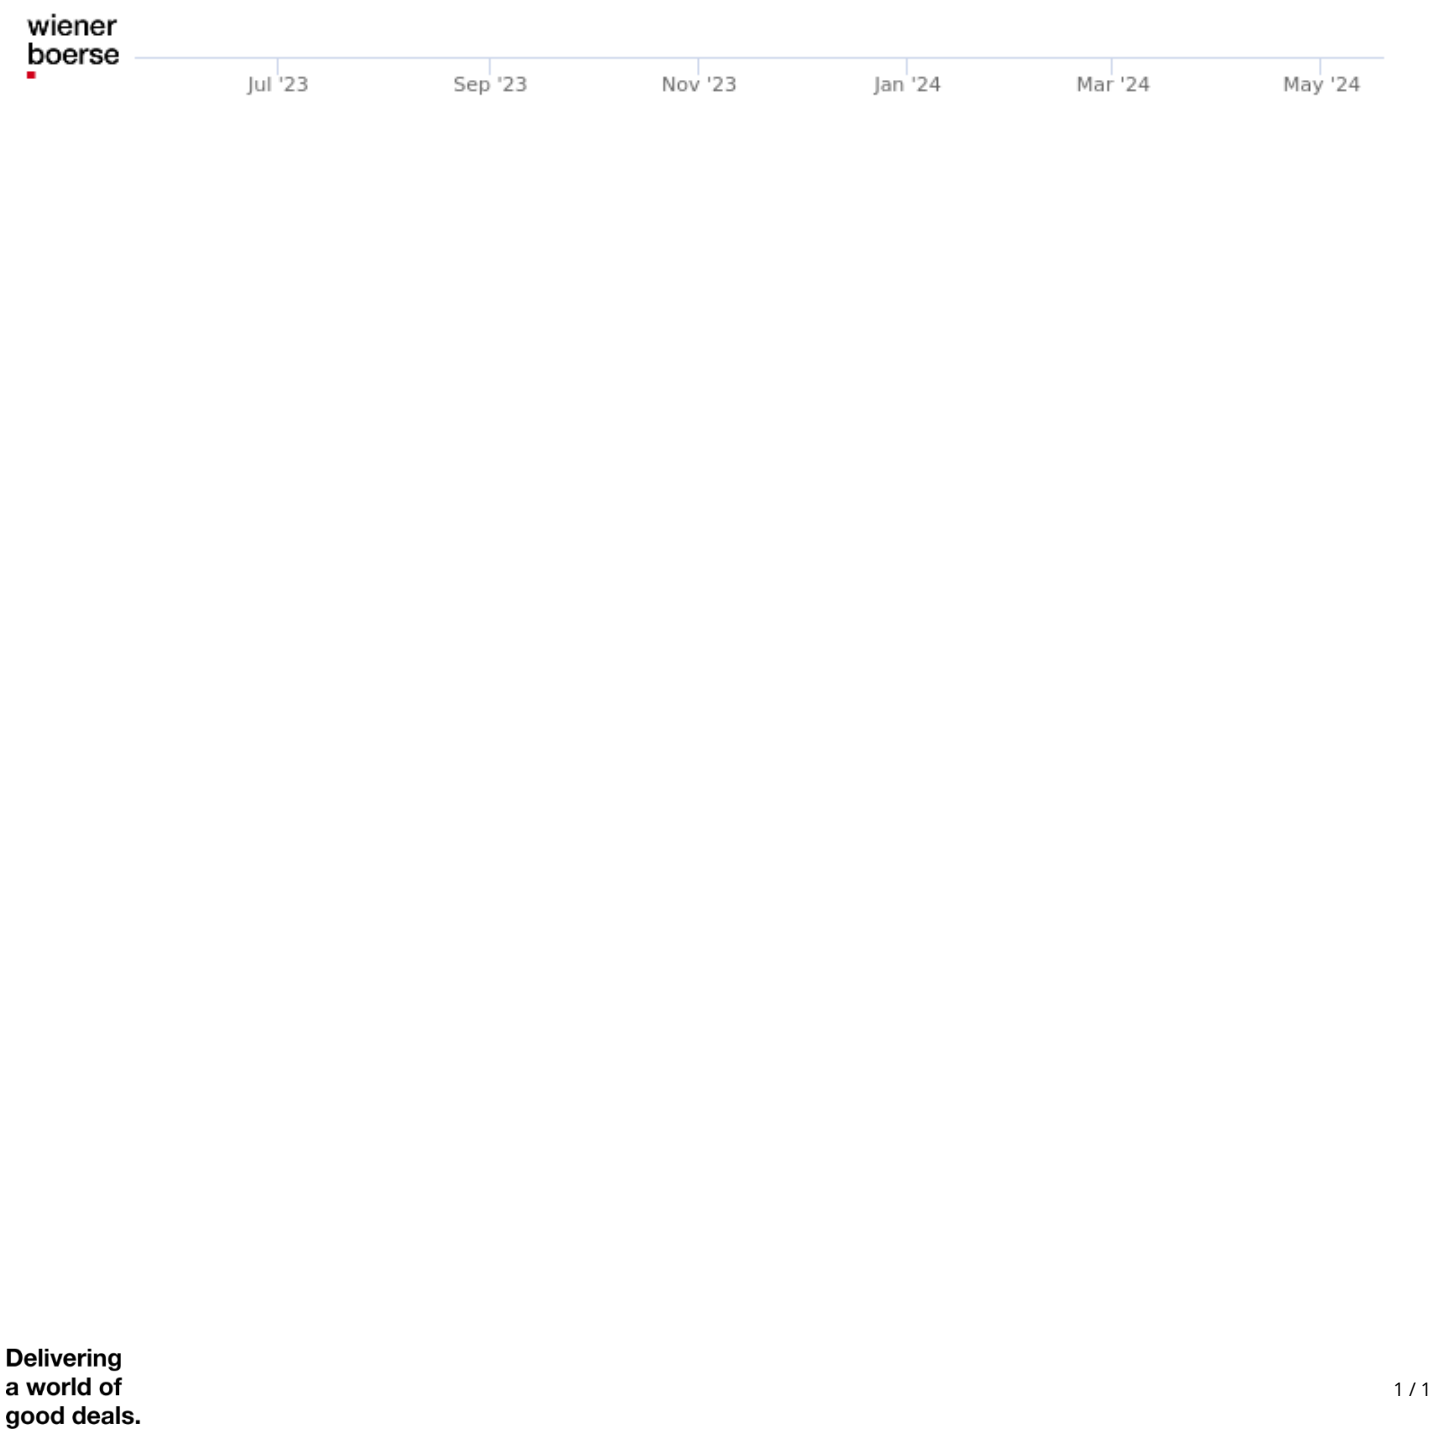 wiener
boerse
Jul '23 Sep '23 Nov '23 Jan '24 Mar '24 May '24
Delivering
a world of
good deals.
1 / 1